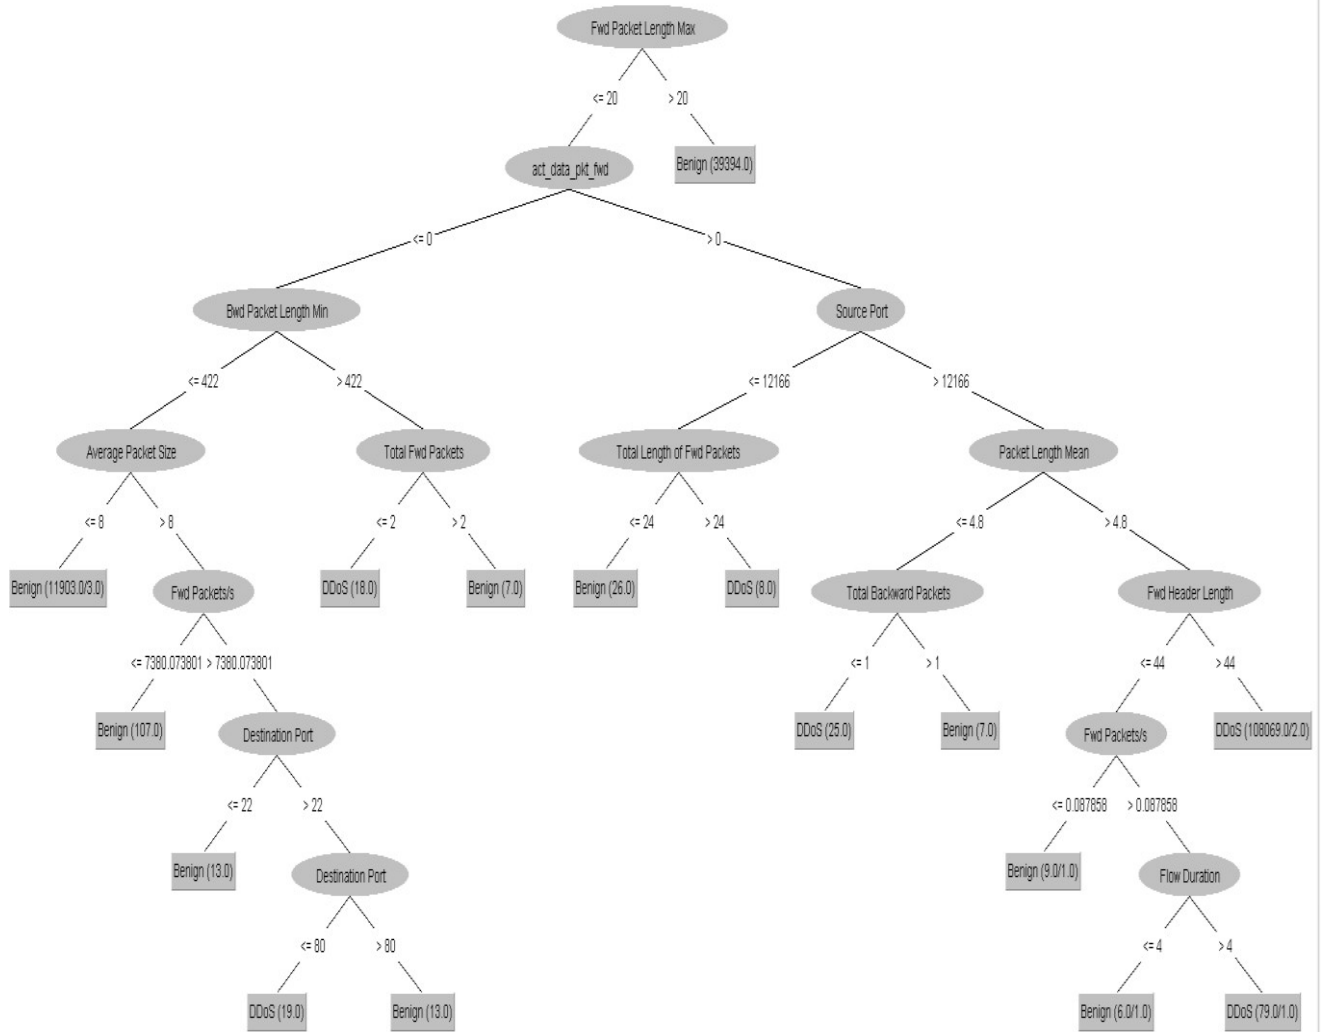 Fwd Packet Length Max
<= 20
> 20
act_data_pkt_fwd
Benign (39394.0)
<= 0
> 0
Bwd Packet Length Min
Source Port
<= 422
> 422
<= 12166
> 12166
Average Packet Size
Total Fwd Packets
Total Length of Fwd Packets
Packet Length Mean
<= 8
> 8
<= 2
> 2
<= 24
> 24
<= 4.8
> 4.8
Benign (11903.0/3.0)
Fwd Packets/s
DDoS (18.0)
Benign (7.0)
Benign (26.0)
DDoS (8.0)
Total Backward Packets
Fwd Header Length
<= 7380.073801
> 7380.073801
<= 1
> 1
<= 44
> 44
Benign (107.0)
Destination Port
DDoS (25.0)
Benign (7.0)
Fwd Packets/s
DDoS (108069.0/2.0)
<= 22
> 22
<= 0.087858
> 0.087858
Benign (13.0)
Destination Port
Benign (9.0/1.0)
Flow Duration
<= 80
> 80
<= 4
> 4
DDoS (19.0)
Benign (13.0)
Benign (6.0/1.0)
DDoS (79.0/1.0)